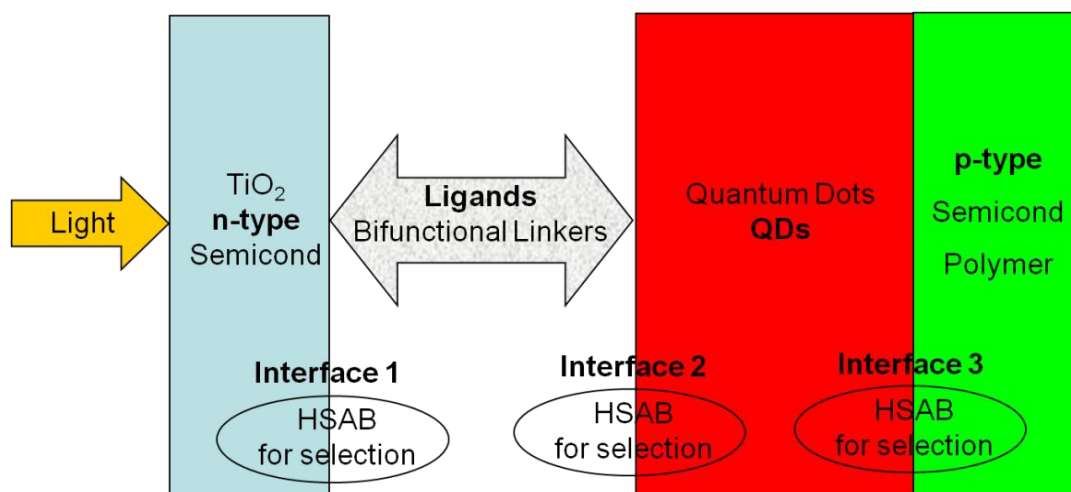 Light
TiO₂
n-type
Semicond
Ligands
Bifunctional Linkers
Quantum Dots
QDs
p-type
Semicond
Polymer
Interface 1
HSAB
for selection
Interface 2
HSAB
for selection
Interface 3
HSAB
for selection